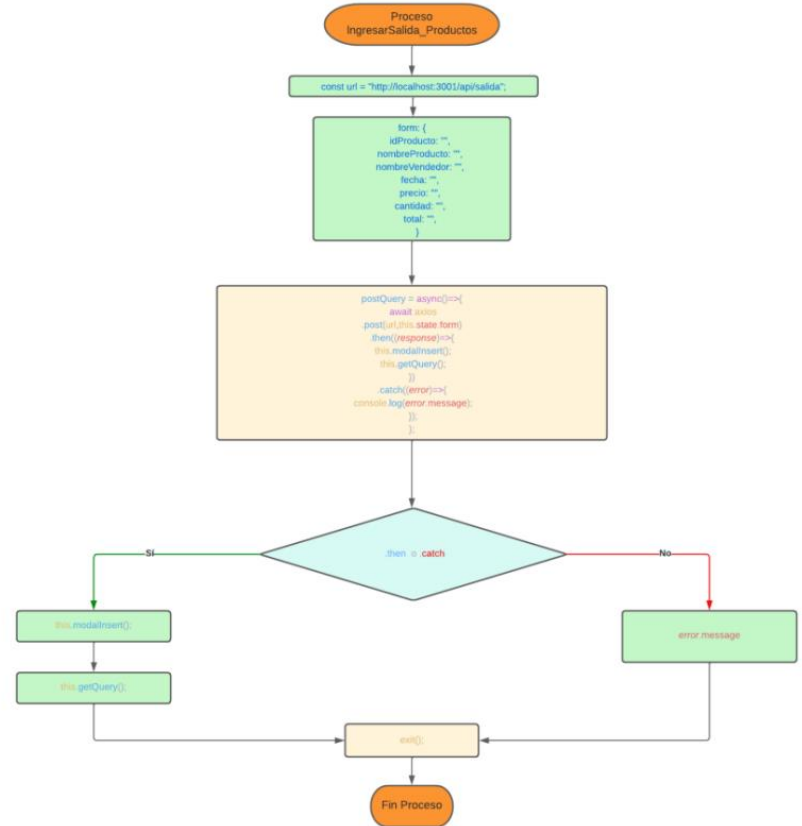 Proceso
IngresarSalida_Productos
const url = "http://localhost:3001/api/salida";
form: {
idProducto: "",
nombreProducto: "",
nombreVendedor: "",
fecha: "",
precio: "",
cantidad: "",
total: "",
}
postQuery = async()=>{
await axios
.post(url,this.state.form)
.then((response)=>{
this.modalInsert();
this.getQuery();
})
.catch((error)=>{
console.log(error.message);
});
};
.then o .catch
Sí
No
this.modalInsert();
error.message
this.getQuery();
exit();
Fin Proceso